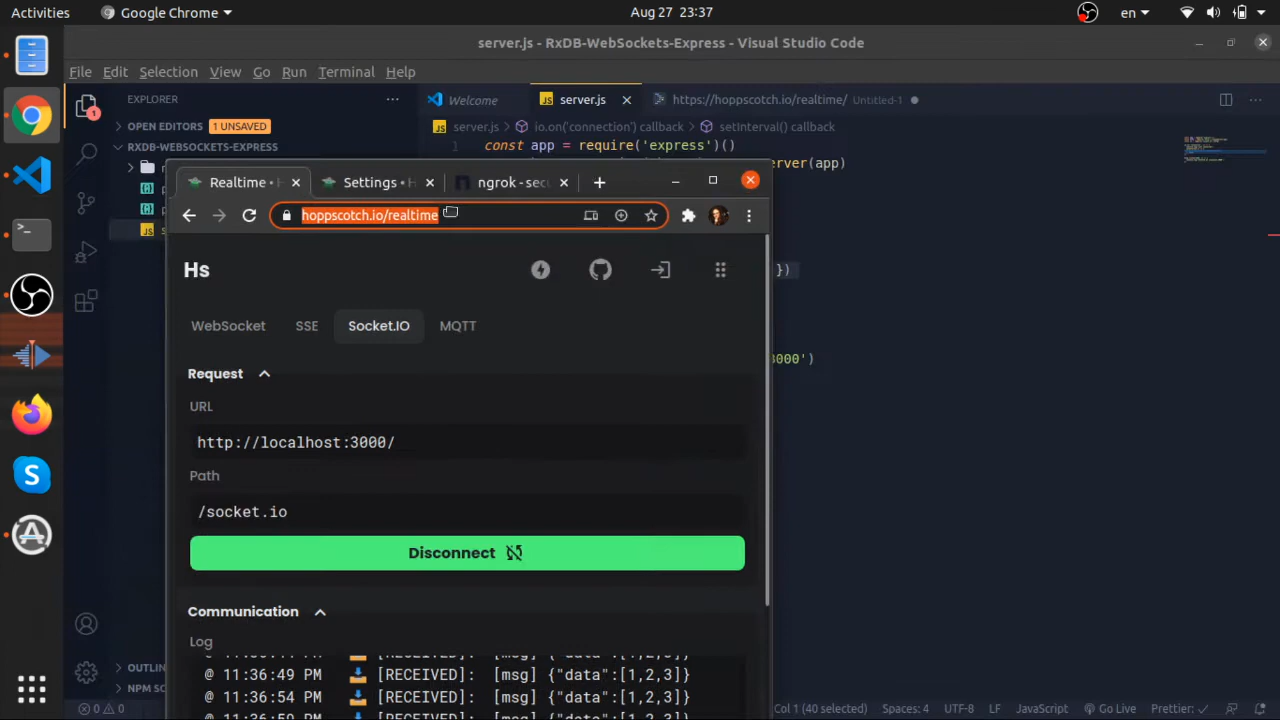 Activities
Google Chrome
Aug 27 23:37
en
server.js - RxDB-WebSockets-Express - Visual Studio Code
File Edit Selection View Go Run Terminal Help
EXPLORER
Welcome
JS server.js
https://hoppscotch.io/realtime/ Untitled-1
OPEN EDITORS 1 UNSAVED
JS server.js > io.on('connection') callback > setInterval() callback
RXDB-WEBSOCKETS-EXPRESS
1 const app = require('express')()
erver(app)
})
3000')
Realtime •
Settings • H
ngrok - sec
hoppscotch.io/realtime
Hs
WebSocket SSE Socket.IO MQTT
Request
URL
http://localhost:3000/
Path
/socket.io
Disconnect
Communication
Log
@ 11:36:49 PM [RECEIVED]: [msg] {"data":[1,2,3]}
@ 11:36:54 PM [RECEIVED]: [msg] {"data":[1,2,3]}
OUTLIN
NPM SC
0 0
Col 1 (40 selected) Spaces: 4 UTF-8 LF JavaScript Go Live Prettier: ✓